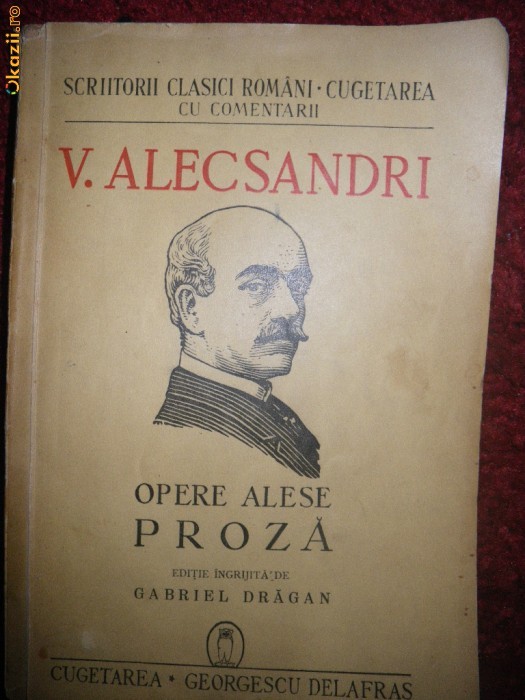 Okazii.ro
SCRIITORII CLASICI ROMÂNI · CUGETAREA
CU COMENTARII
V. ALECSANDRI
OPERE ALESE
PROZĂ
EDIȚIE ÎNGRIJITĂ DE
GABRIEL DRĂGAN
CUGETAREA * GEORGESCU DELAFRAS